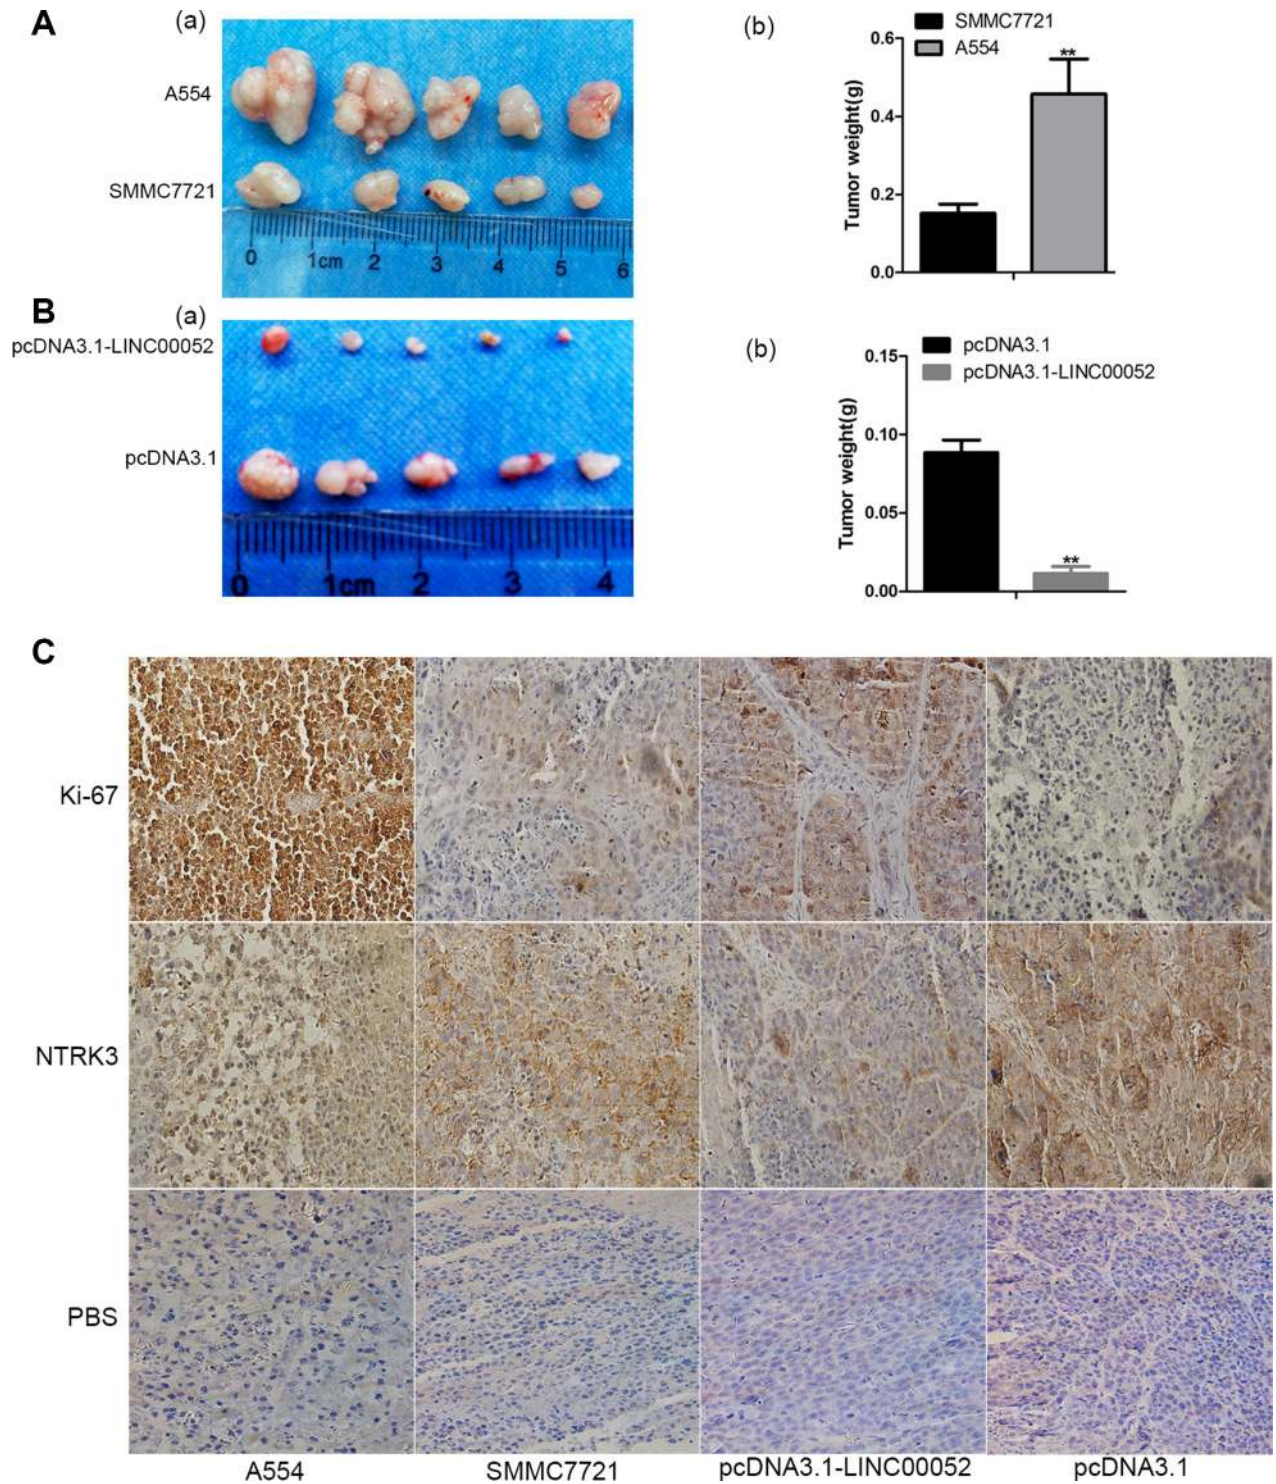 A
(a)
A554
SMMC7721
0 1cm 2 3 4 5 6
(b)
SMMC7721
A554
Tumor weight(g)
0.6
0.4
0.2
0.0
**
B
(a)
pcDNA3.1-LINC00052
pcDNA3.1
0 1cm 2 3 4
(b)
pcDNA3.1
pcDNA3.1-LINC00052
Tumor weight(g)
0.15
0.10
0.05
0.00
**
C
Ki-67
NTRK3
PBS
A554 SMMC7721 pcDNA3.1-LINC00052 pcDNA3.1